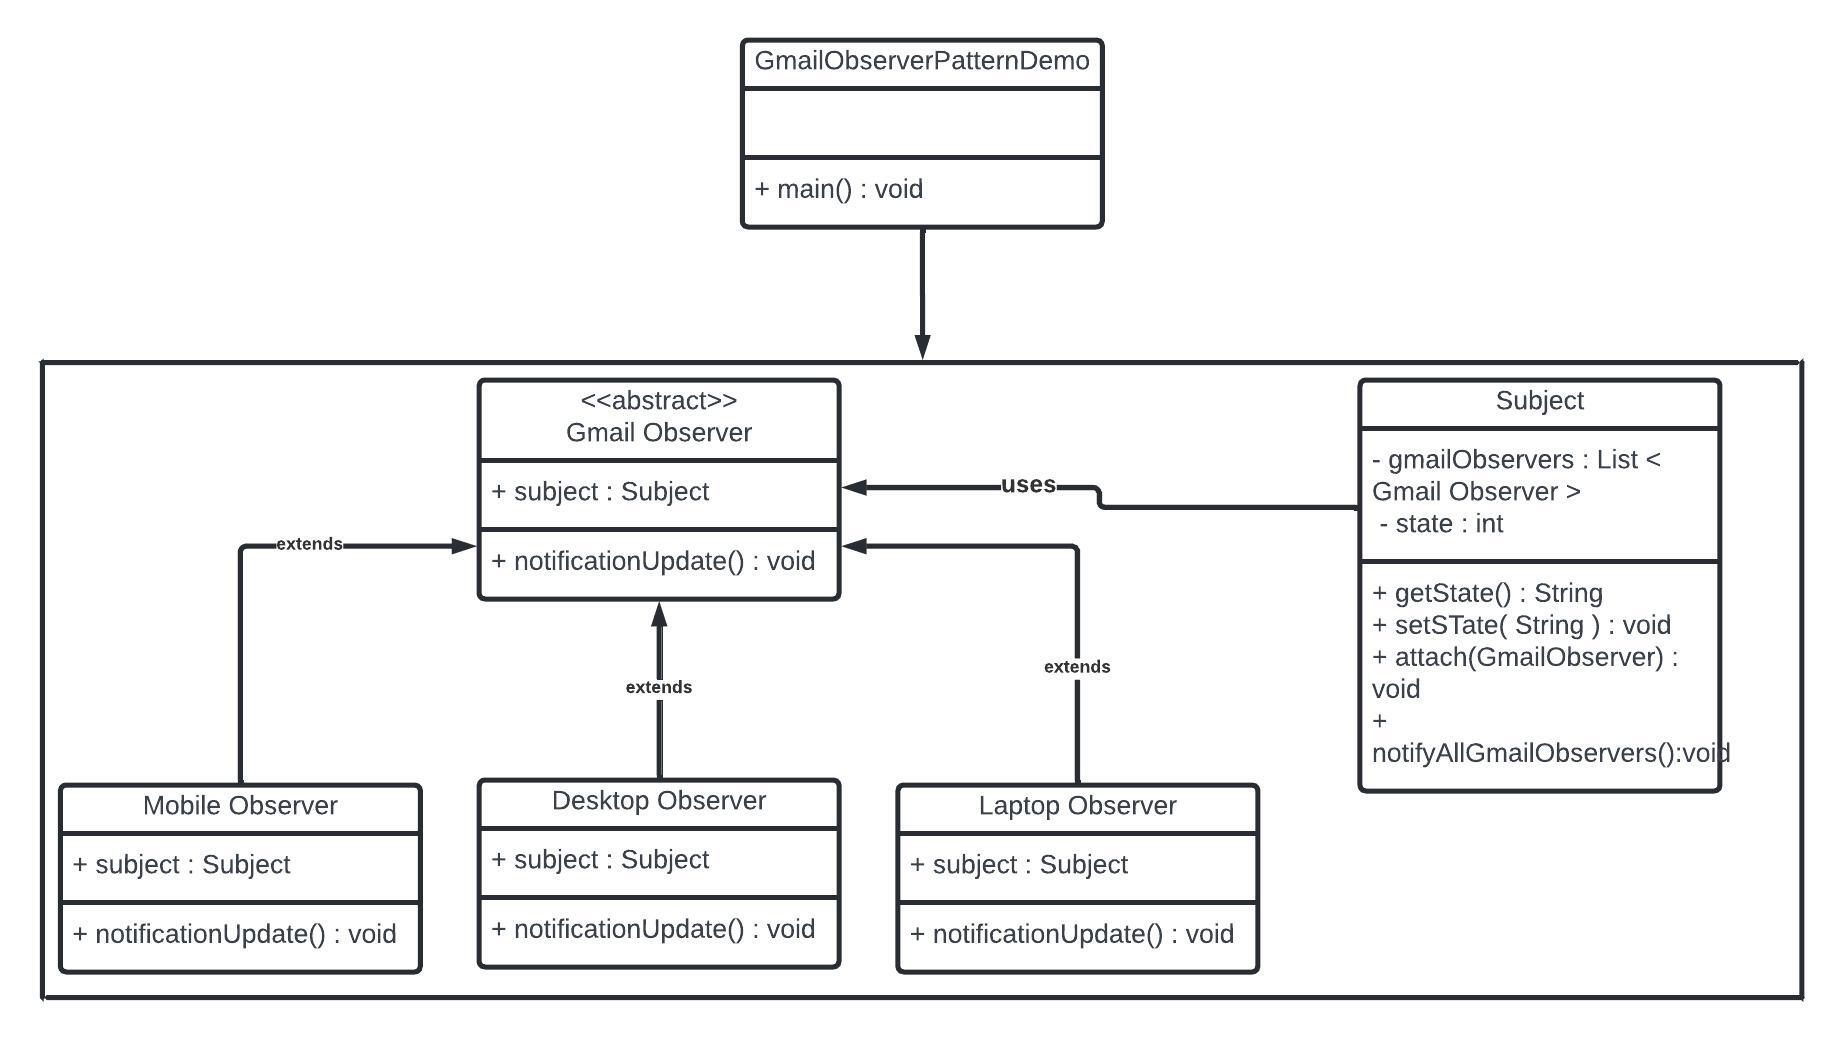 GmailObserverPatternDemo
+ main() : void
<<abstract>>
Gmail Observer
+ subject : Subject
+ notificationUpdate() : void
Subject
- gmailObservers : List <
Gmail Observer >
- state : int
+ getState() : String
+ setSTate( String ) : void
+ attach(GmailObserver) :
void
+
notifyAllGmailObservers():void
uses
extends
extends
extends
Mobile Observer
+ subject : Subject
+ notificationUpdate() : void
Desktop Observer
+ subject : Subject
+ notificationUpdate() : void
Laptop Observer
+ subject : Subject
+ notificationUpdate() : void